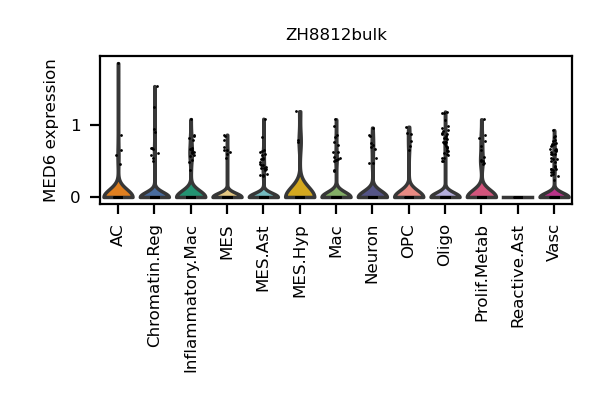 ZH8812bulk
MED6 expression
1
0
AC
Chromatin.Reg
Inflammatory.Mac
MES
MES.Ast
MES.Hyp
Mac
Neuron
OPC
Oligo
Prolif.Metab
Reactive.Ast
Vasc